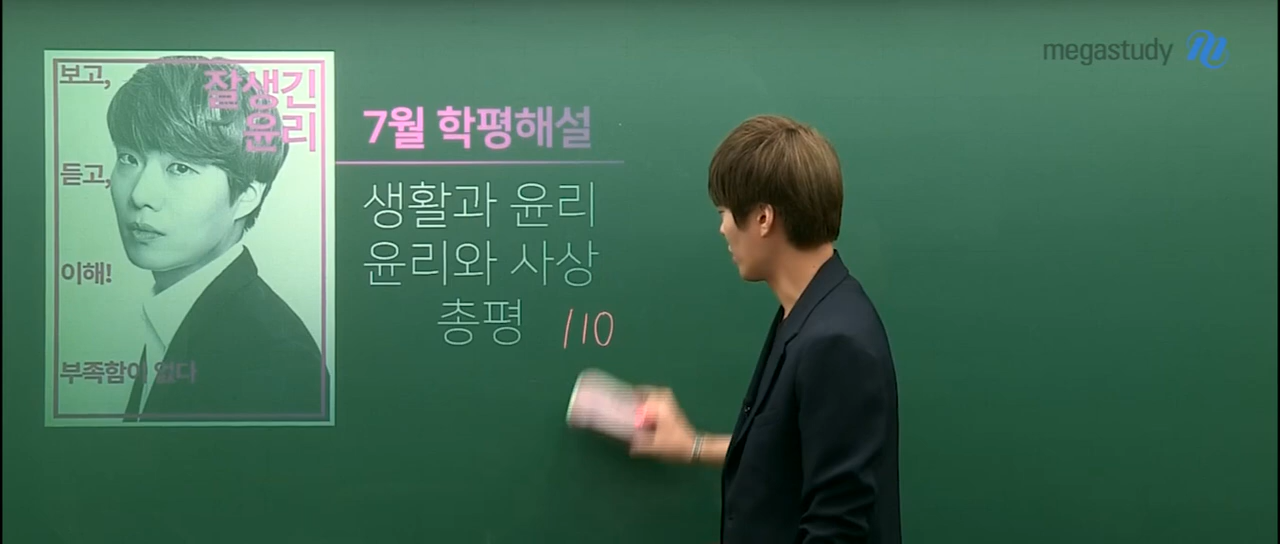 보고,
잘생긴
윤리
듣고,
이해!
부족함이 없다
7월 학평해설
생활과 윤리
윤리와 사상
총평 110
megastudy